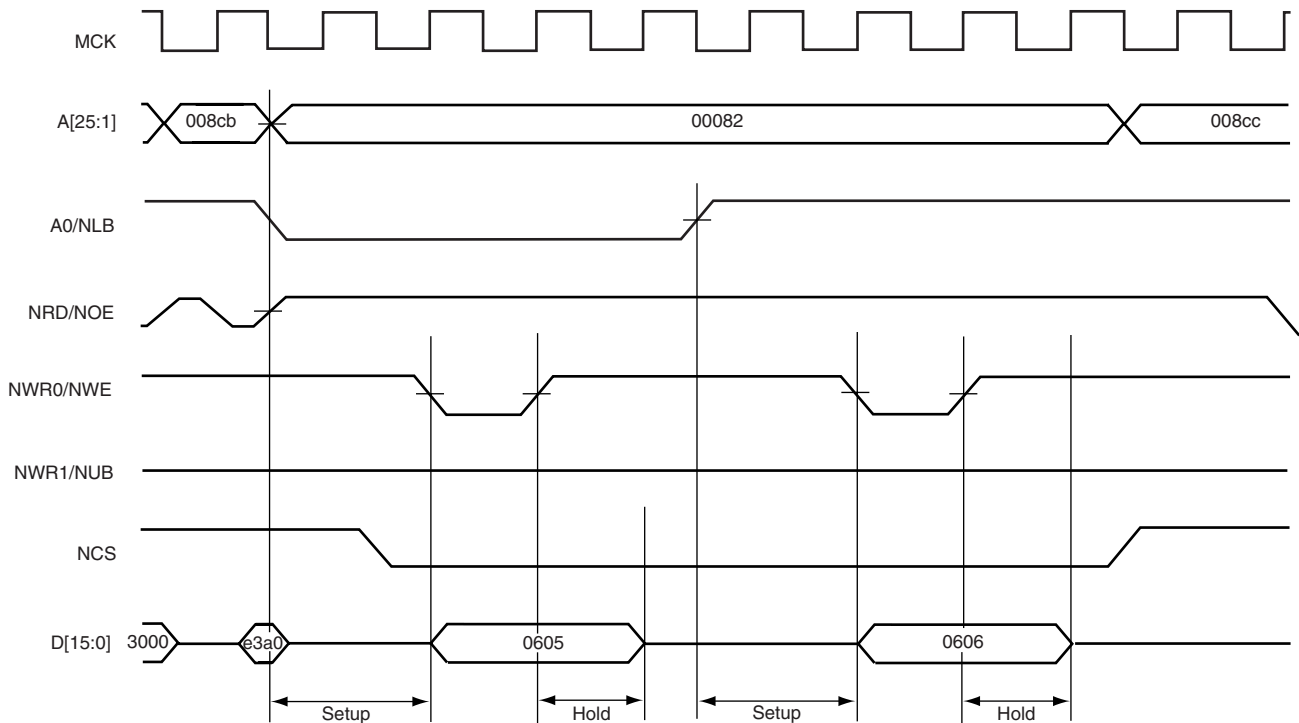 MCK
A[25:1] 008cb 00082 008cc
A0/NLB
NRD/NOE
NWR0/NWE
NWR1/NUB
NCS
D[15:0] 3000 e3a0 0605 0606
Setup Hold Setup Hold